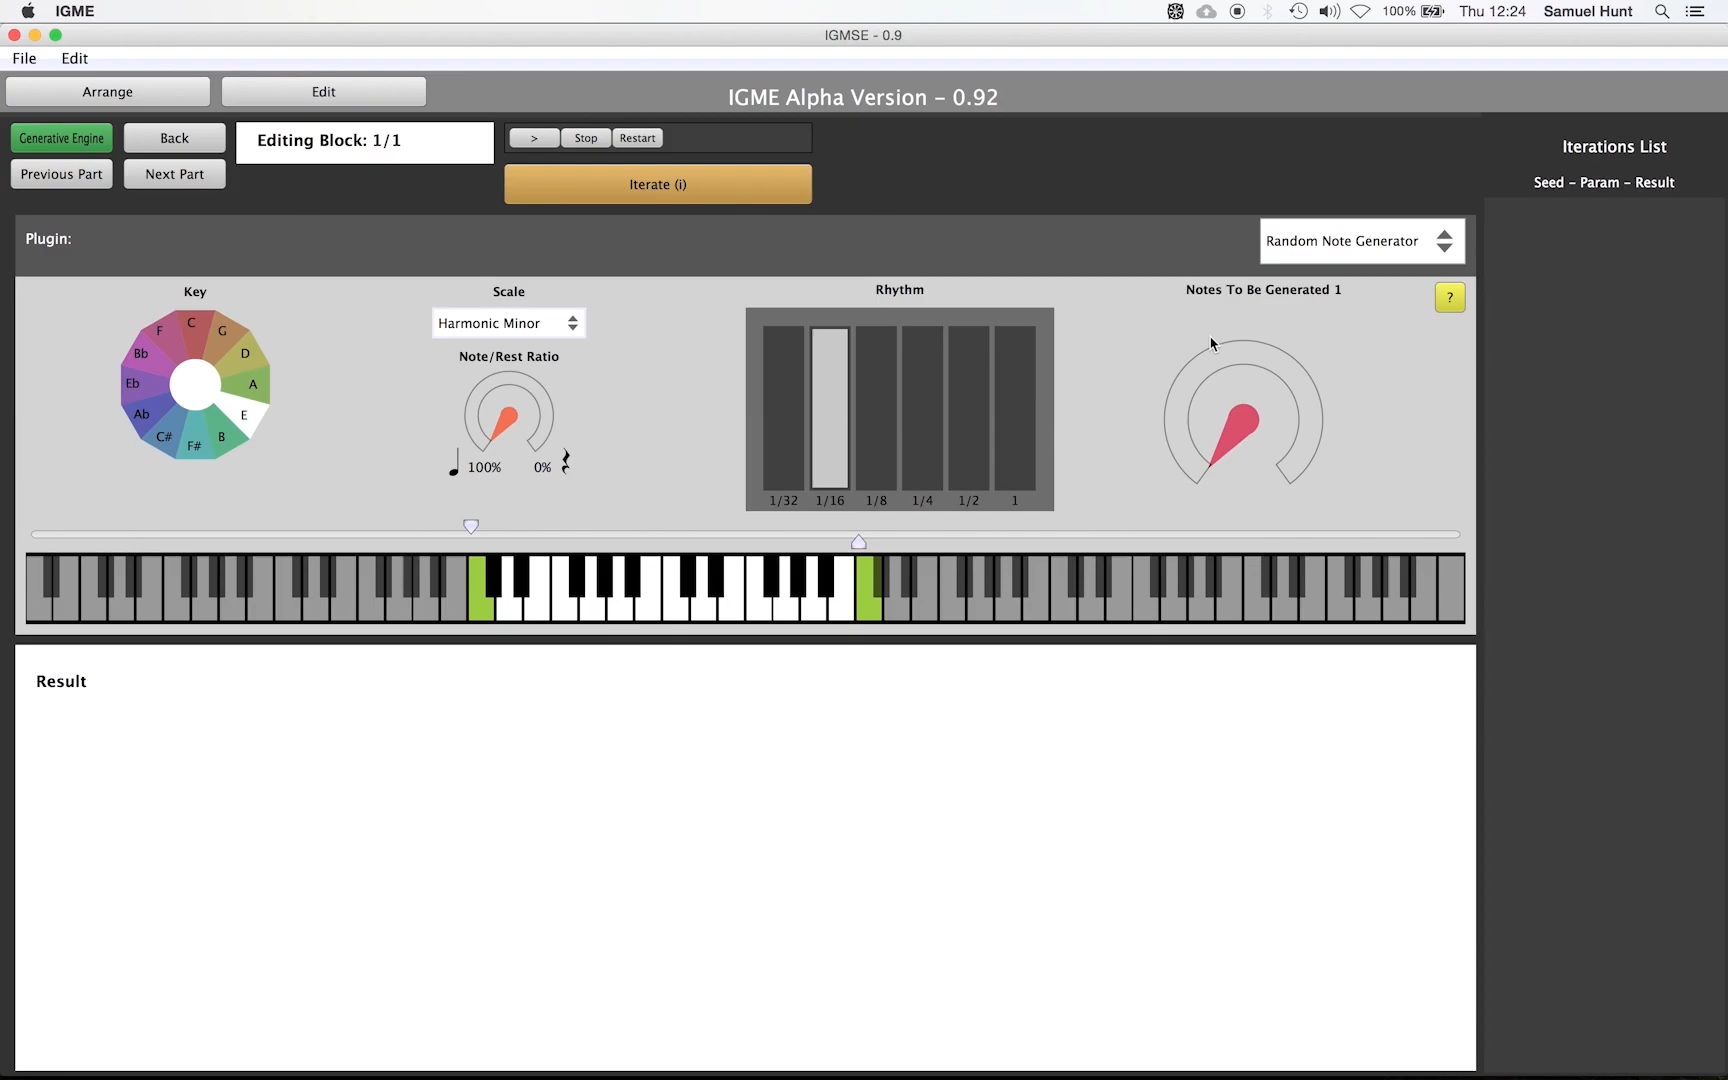 IGME
100%
Thu 12:24
Samuel Hunt
IGMSE - 0.9
File
Edit
Arrange
Edit
IGME Alpha Version - 0.92
Generative Engine
Back
Editing Block: 1/1
>
Stop
Restart
Previous Part
Next Part
Iterate (i)
Iterations List
Seed - Param - Result
Plugin:
Random Note Generator
Key
Scale
Rhythm
Notes To Be Generated 1
?
C
G
D
A
E
B
F#
C#
Ab
Eb
Bb
F
Harmonic Minor
Note/Rest Ratio
100%
0%
1/32
1/16
1/8
1/4
1/2
1
Result